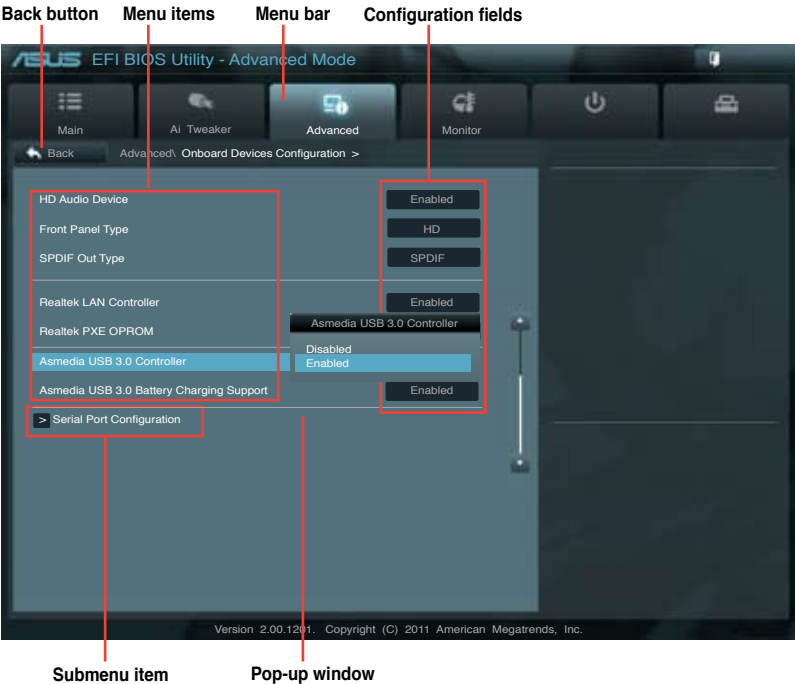 Back button Menu items Menu bar Configuration fields
ASUS EFI BIOS Utility - Advanced Mode
Main Ai Tweaker Advanced Monitor
Back Advanced\ Onboard Devices Configuration >
HD Audio Device Enabled
Front Panel Type HD
SPDIF Out Type SPDIF
Realtek LAN Controller Enabled
Asmedia USB 3.0 Controller
Realtek PXE OPROM
Disabled
Asmedia USB 3.0 Controller Enabled
Asmedia USB 3.0 Battery Charging Support Enabled
> Serial Port Configuration
Version 2.00.1201. Copyright (C) 2011 American Megatrends, Inc.
Submenu item Pop-up window